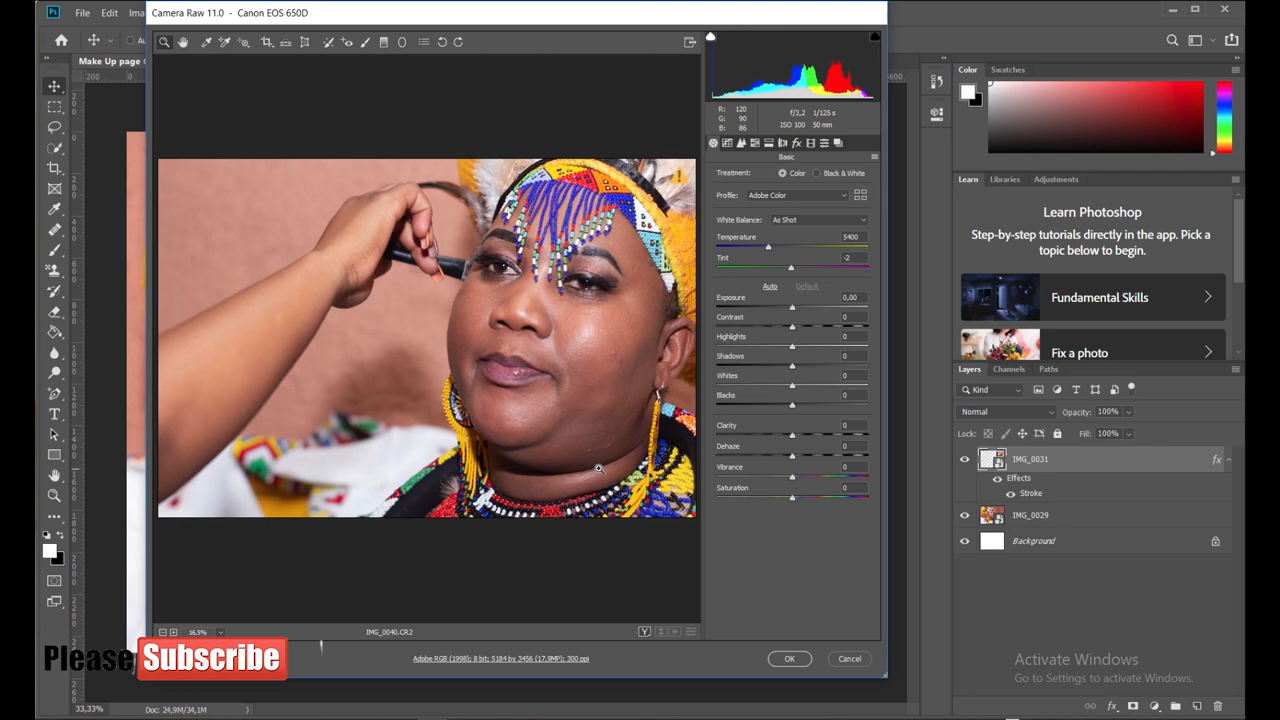 Camera Raw 11.0 - Canon EOS 650D
Ps File Edit Ima
Make Up page
200 0
3600
R: 120
G: 90
B: 86
f/3,2 1/125 s
ISO 100 50 mm
Basic
Treatment: Color Black & White
Profile: Adobe Color
White Balance: As Shot
Temperature 5400
Tint -2
Auto Default
Exposure 0,00
Contrast 0
Highlights 0
Shadows 0
Whites 0
Blacks 0
Clarity 0
Dehaze 0
Vibrance 0
Saturation 0
Color Swatches
Learn Libraries Adjustments
Learn Photoshop
Step-by-step tutorials directly in the app. Pick a
topic below to begin.
Fundamental Skills
Fix a photo
Layers Channels Paths
Kind
Normal Opacity: 100%
Lock: Fill: 100%
IMG_0031 fx
Effects
Stroke
IMG_0029
Background
16,5% IMG_0040.CR2
Adobe RGB (1998); 8 bit; 5184 by 3456 (17,9MP); 300 ppi
OK Cancel
Please Subscribe
Activate Windows
Go to Settings to activate Windows.
33,33% Doc: 24,9M/34,1M